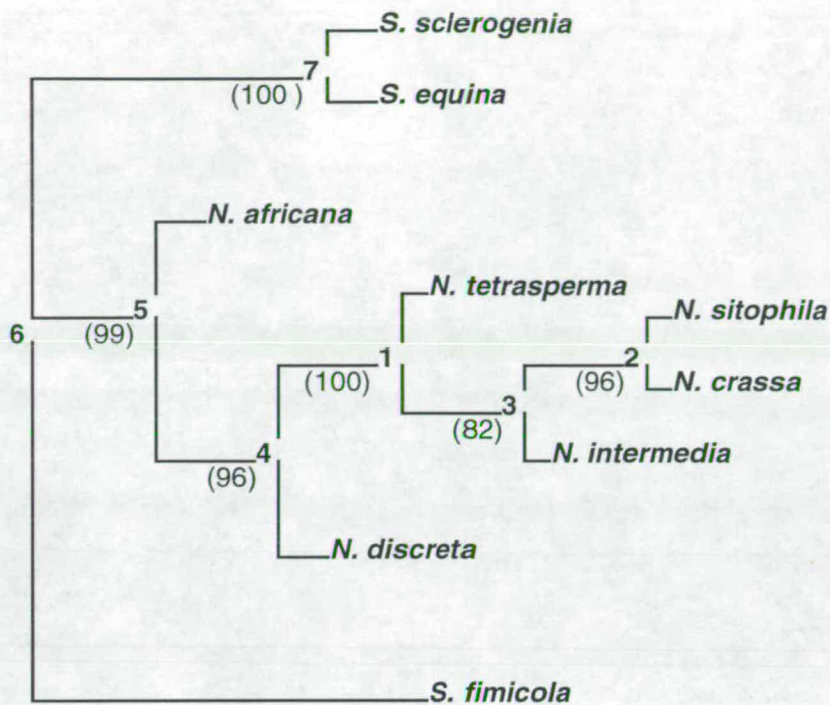 S. sclerogenia
7
(100 )
S. equina
N. africana
5
N. tetrasperma
N. sitophila
6
(99)
1
2
(100)
(96)
N. crassa
3
(82)
4
N. intermedia
(96)
N. discreta
S. fimicola